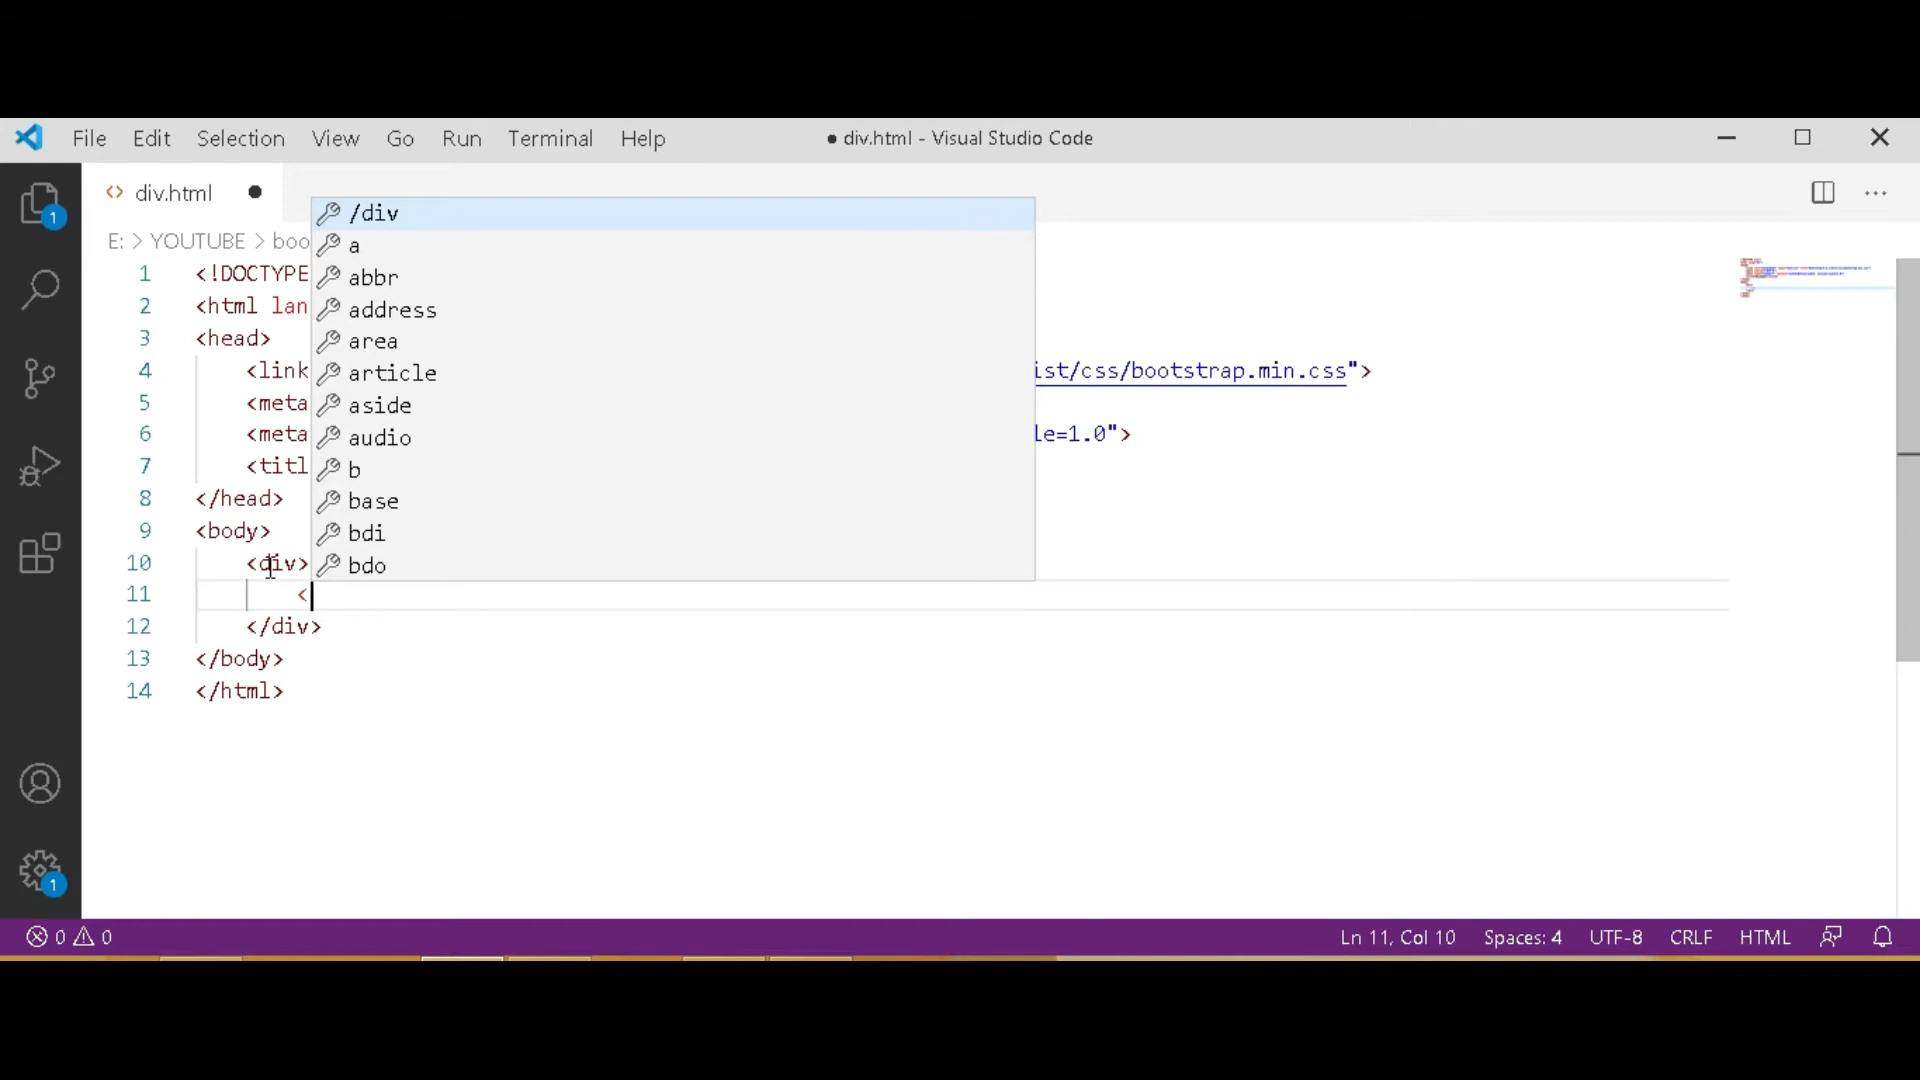 File Edit Selection View Go Run Terminal Help ● div.html - Visual Studio Code
<> div.html ●
E: > YOUTUBE > boo
1 <!DOCTYPE
2 <html lan
3 <head>
4 <link ist/css/bootstrap.min.css">
5 <meta
6 <meta le=1.0">
7 <titl
8 </head>
9 <body>
10 <div>
11 <
12 </div>
13 </body>
14 </html>
/div
a
abbr
address
area
article
aside
audio
b
base
bdi
bdo
1
1
0 0 Ln 11, Col 10 Spaces: 4 UTF-8 CRLF HTML